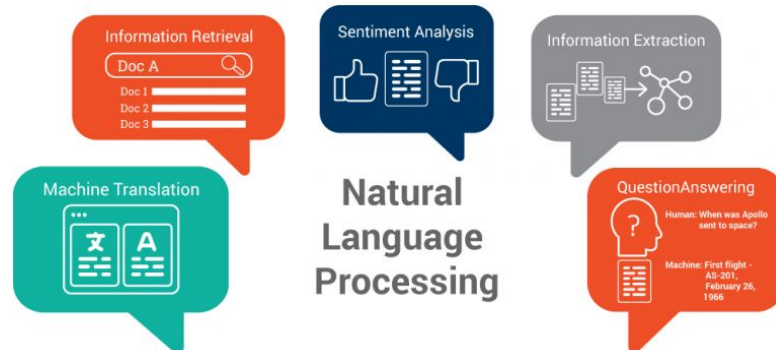 Information Retrieval
Doc A
Doc 1
Doc 2
Doc 3
Sentiment Analysis
Information Extraction
Machine Translation
文 A
Natural
Language
Processing
QuestionAnswering
?
Human: When was Apollo
sent to space?
Machine: First flight -
AS-201,
February 26,
1966